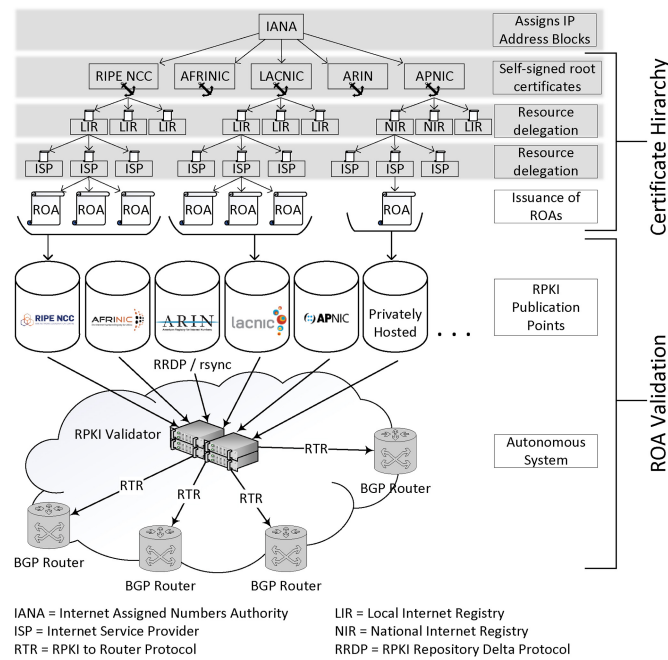 IANA
Assigns IP
Address Blocks
RIPE NCC
AFRINIC
LACNIC
ARIN
APNIC
Self-signed root
certificates
LIR
LIR
LIR
LIR
LIR
LIR
NIR
NIR
LIR
Resource
delegation
ISP
ISP
ISP
ISP
ISP
ISP
ISP
ISP
ISP
Resource
delegation
ROA
ROA
ROA
ROA
ROA
ROA
ROA
Issuance of
ROAs
Certificate Hirarchy
RIPE NCC
AFRINIC
ARIN
lacnic
APNIC
Privately
Hosted
. . .
RPKI
Publication
Points
RRDP / rsync
RPKI Validator
RTR
RTR
RTR
RTR
BGP Router
BGP Router
BGP Router
BGP Router
Autonomous
System
ROA Validation
IANA = Internet Assigned Numbers Authority
ISP = Internet Service Provider
RTR = RPKI to Router Protocol
LIR = Local Internet Registry
NIR = National Internet Registry
RRDP = RPKI Repository Delta Protocol